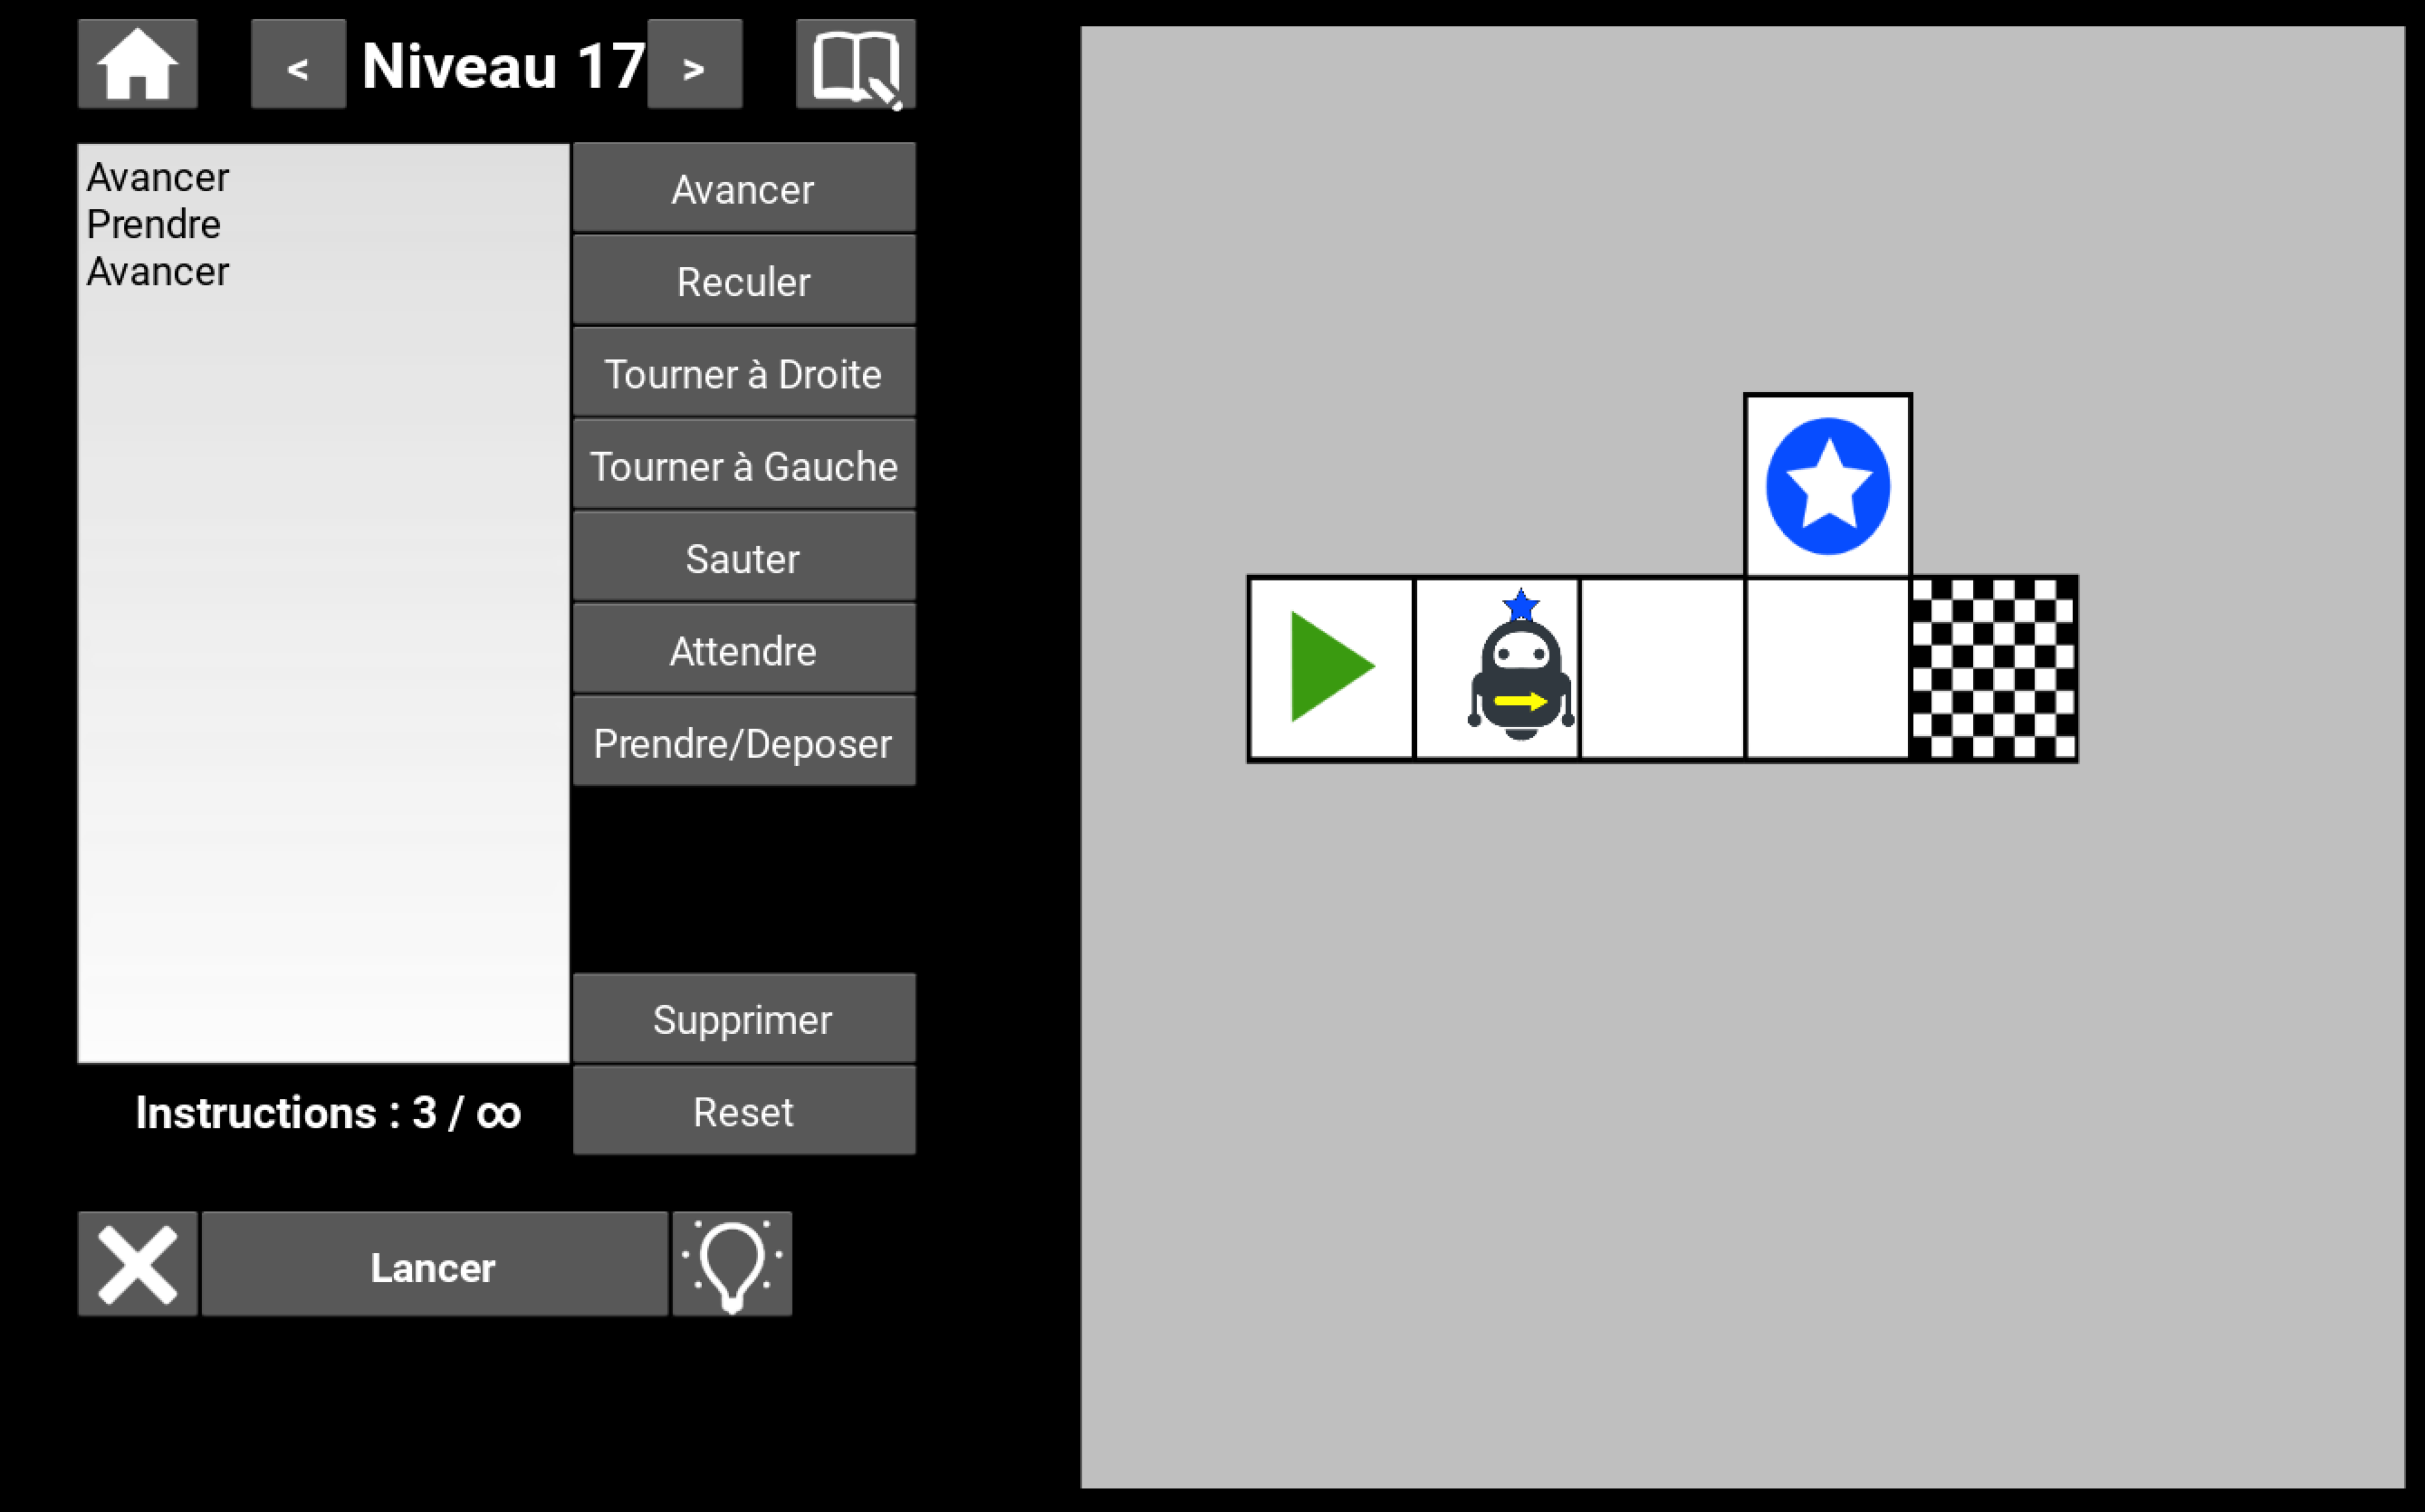 < Niveau 17 >
Avancer
Prendre
Avancer
Avancer
Reculer
Tourner à Droite
Tourner à Gauche
Sauter
Attendre
Prendre/Deposer
Supprimer
Reset
Instructions : 3 / ∞
Lancer